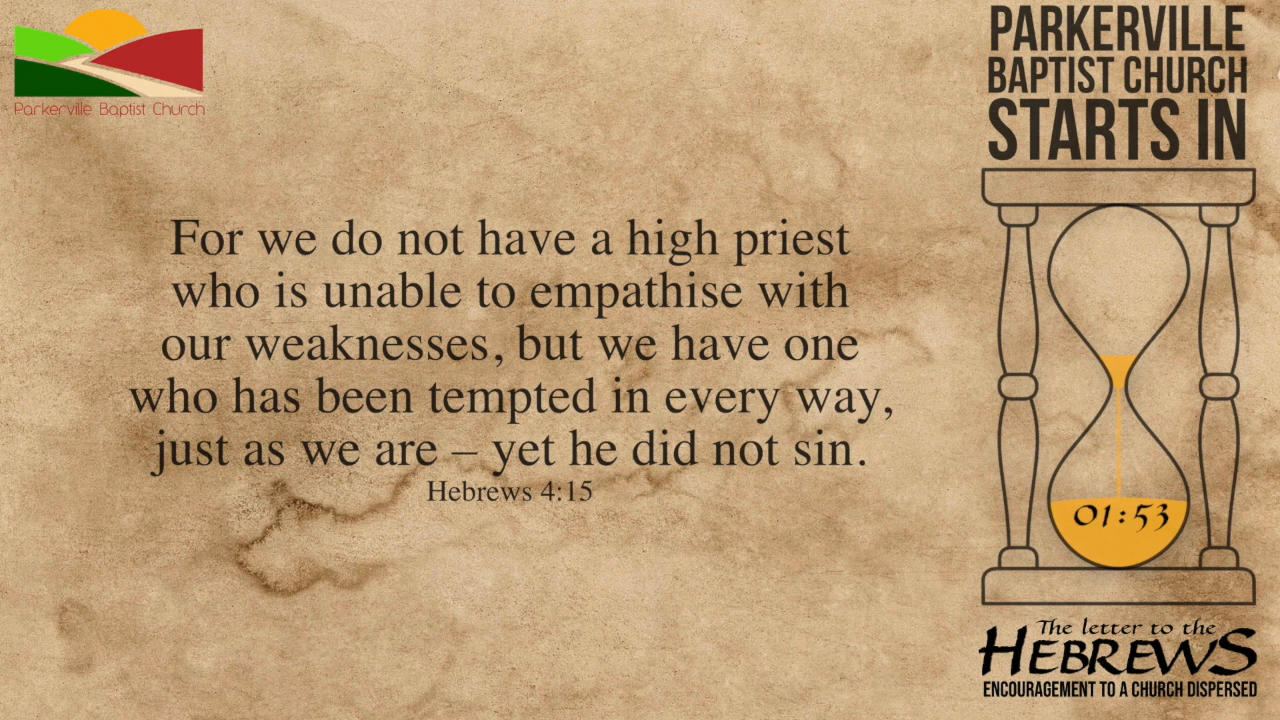 Parkerville Baptist Church
For we do not have a high priest
who is unable to empathise with
our weaknesses, but we have one
who has been tempted in every way,
just as we are – yet he did not sin.
Hebrews 4:15
PARKERVILLE
BAPTIST CHURCH
STARTS IN
01:53
The letter to the
HEBREWS
ENCOURAGEMENT TO A CHURCH DISPERSED